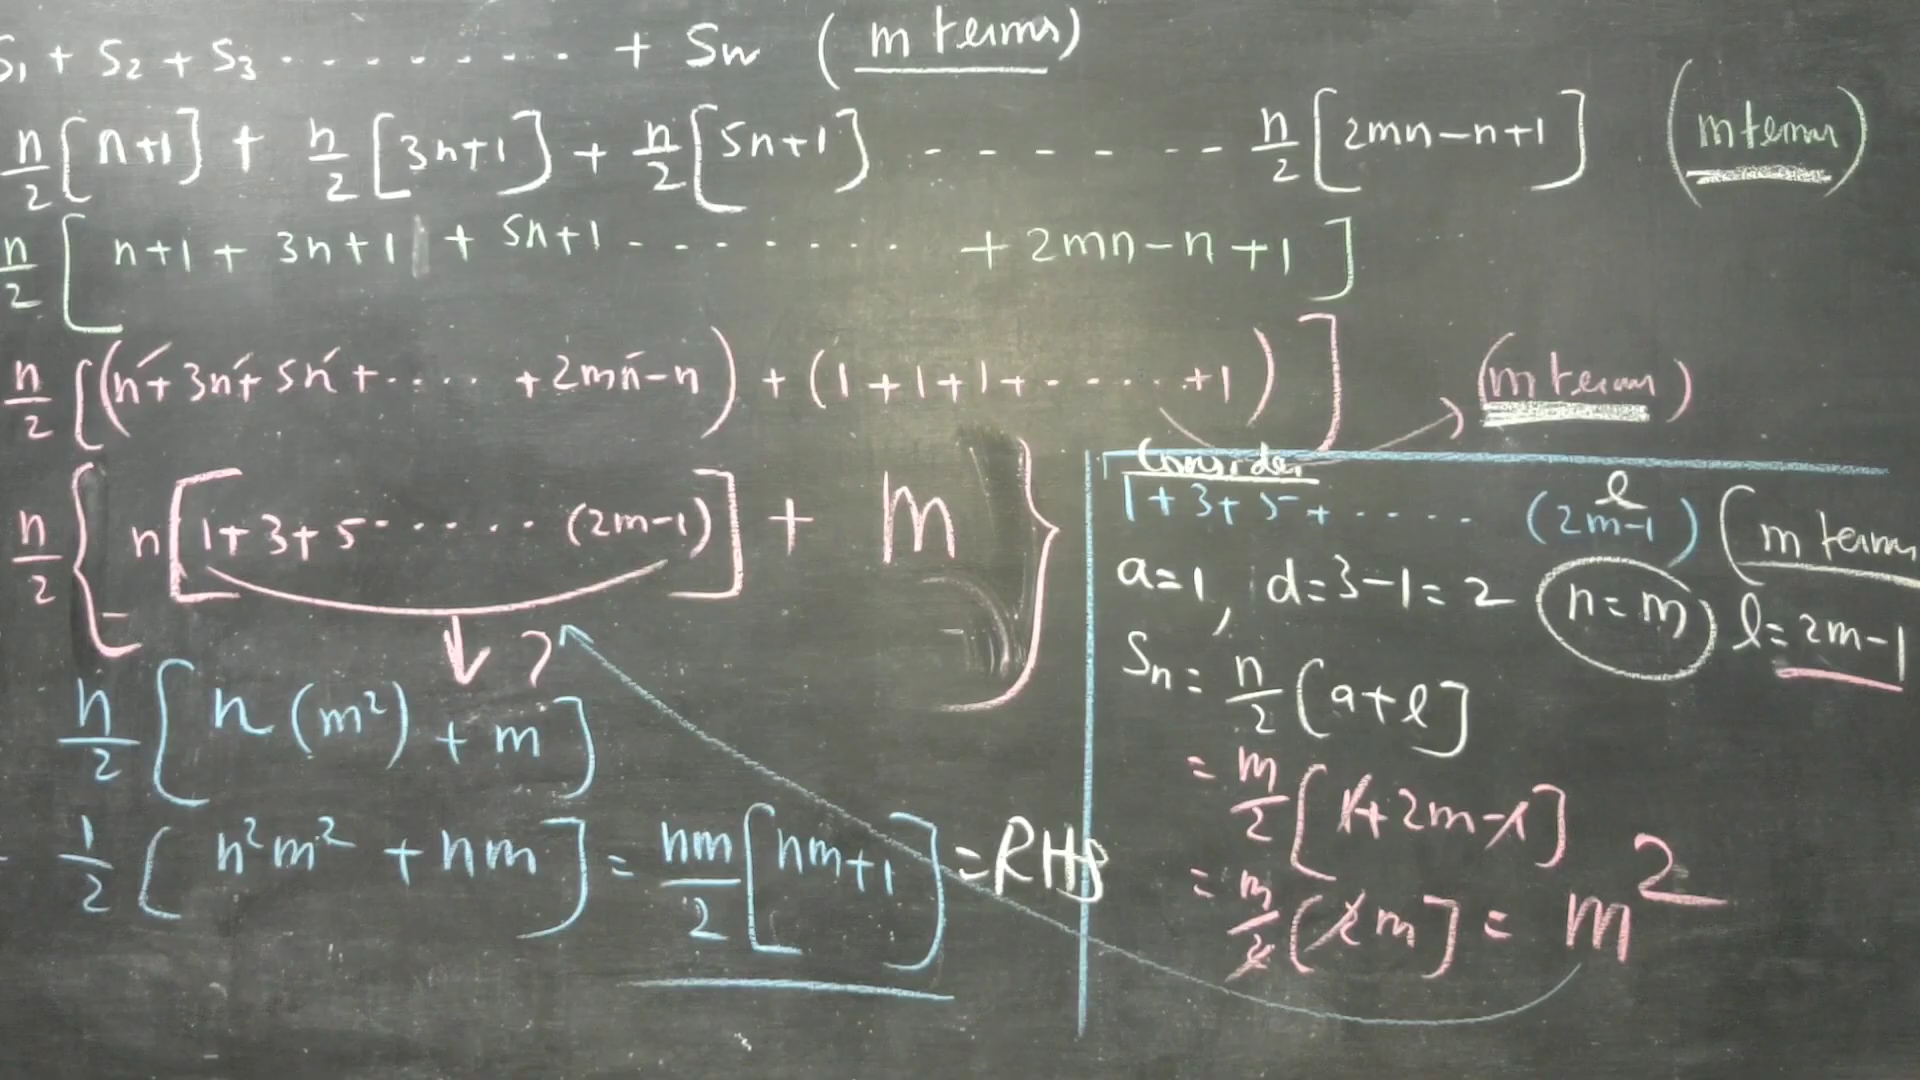 S₁ + S₂ + S₃ ......... + Sn (m terms)
n/2 [n+1] + n/2 [3n+1] + n/2 [5n+1] - - - - - - - n/2 [2mn-n+1] (m terms)
n/2 [n+1 + 3n+1 + 5n+1 - - - - - - - - + 2mn-n+1]
n/2 [(n+3n+5n+..... +2mn-n) + (1+1+1+.....+1)] (m terms)
n/2 { n[1+3+5...... (2m-1)] + m }
?
n/2 [n(m²)+m]
1/2 [n²m² + nm] = nm/2 [nm+1] = RHS
Consider
l
1+3+5+ ..... (2m-1) (m terms
a=1, d=3-1=2 n=m l=2m-1
Sn = n/2 [a+l]
= m/2 [1+2m-1]
= m/2 [2m] = m²